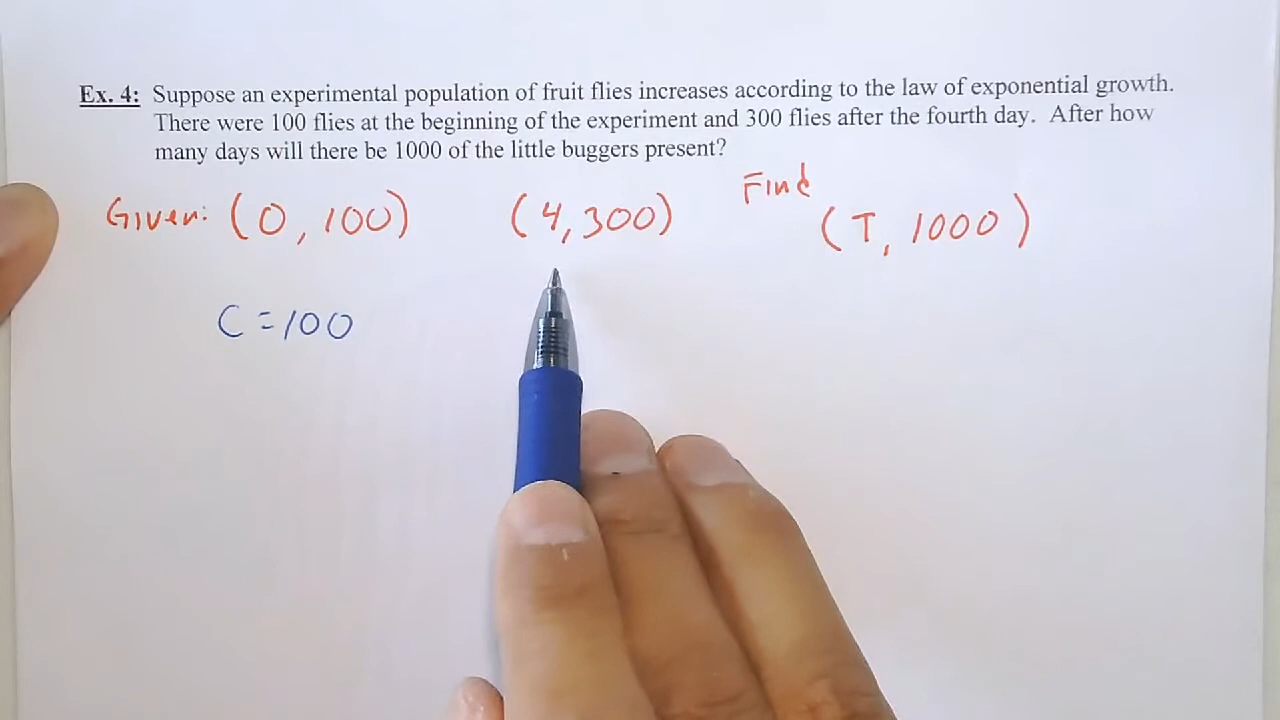 Ex. 4: Suppose an experimental population of fruit flies increases according to the law of exponential growth.
There were 100 flies at the beginning of the experiment and 300 flies after the fourth day. After how
many days will there be 1000 of the little buggers present?
Given: (0, 100) (4, 300) Find (T, 1000)
C = 100